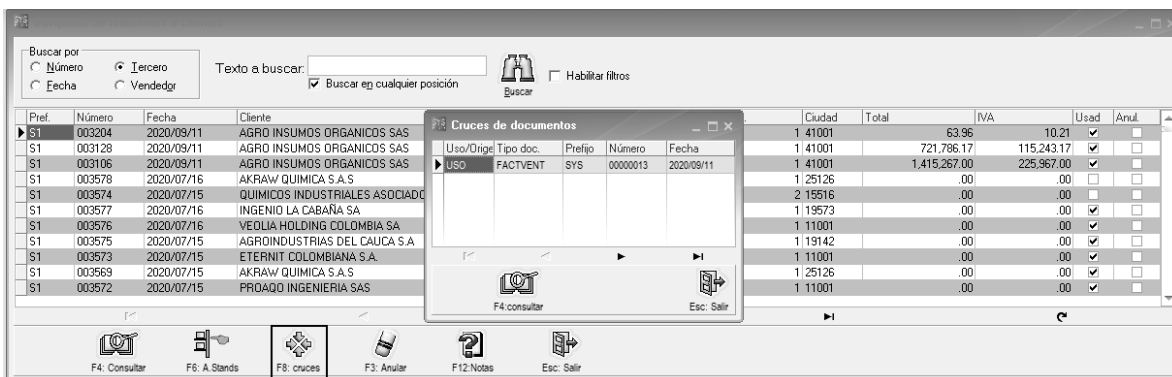 Buscar por
Número Tercero
Fecha Vendedor
Texto a buscar:
Buscar en cualquier posición
Buscar
Habilitar filtros
Pref. Número Fecha Cliente Ciudad Total IVA Usad Anul.
S1 003204 2020/09/11 AGRO INSUMOS ORGANICOS SAS 1 41001 63.96 10.21
S1 003128 2020/09/11 AGRO INSUMOS ORGANICOS SAS 1 41001 721,786.17 115,243.17
S1 003106 2020/09/11 AGRO INSUMOS ORGANICOS SAS 1 41001 1,415,267.00 225,967.00
S1 003578 2020/07/16 AKRAW QUIMICA S.A.S 1 25126 .00 .00
S1 003574 2020/07/16 QUIMICOS INDUSTRIALES ASOCIADO 2 15516 .00 .00
S1 003577 2020/07/16 INGENIO LA CABAÑA SA 1 19573 .00 .00
S1 003576 2020/07/16 VEOLIA HOLDING COLOMBIA SA 1 11001 .00 .00
S1 003575 2020/07/15 AGROINDUSTRIAS DEL CAUCA S.A 1 19142 .00 .00
S1 003573 2020/07/15 ETERNIT COLOMBIANA S.A. 1 11001 .00 .00
S1 003569 2020/07/15 AKRAW QUIMICA S.A.S 1 25126 .00 .00
S1 003572 2020/07/15 PROAQO INGENIERIA SAS 1 11001 .00 .00
Cruces de documentos
Uso/Orige Tipo doc. Prefijo Número Fecha
USO FACTVENT SYS 00000013 2020/09/11
F4:consultar Esc: Salir
F4: Consultar F6: A.Stands F8: cruces F3: Anular F12:Notas Esc: Salir